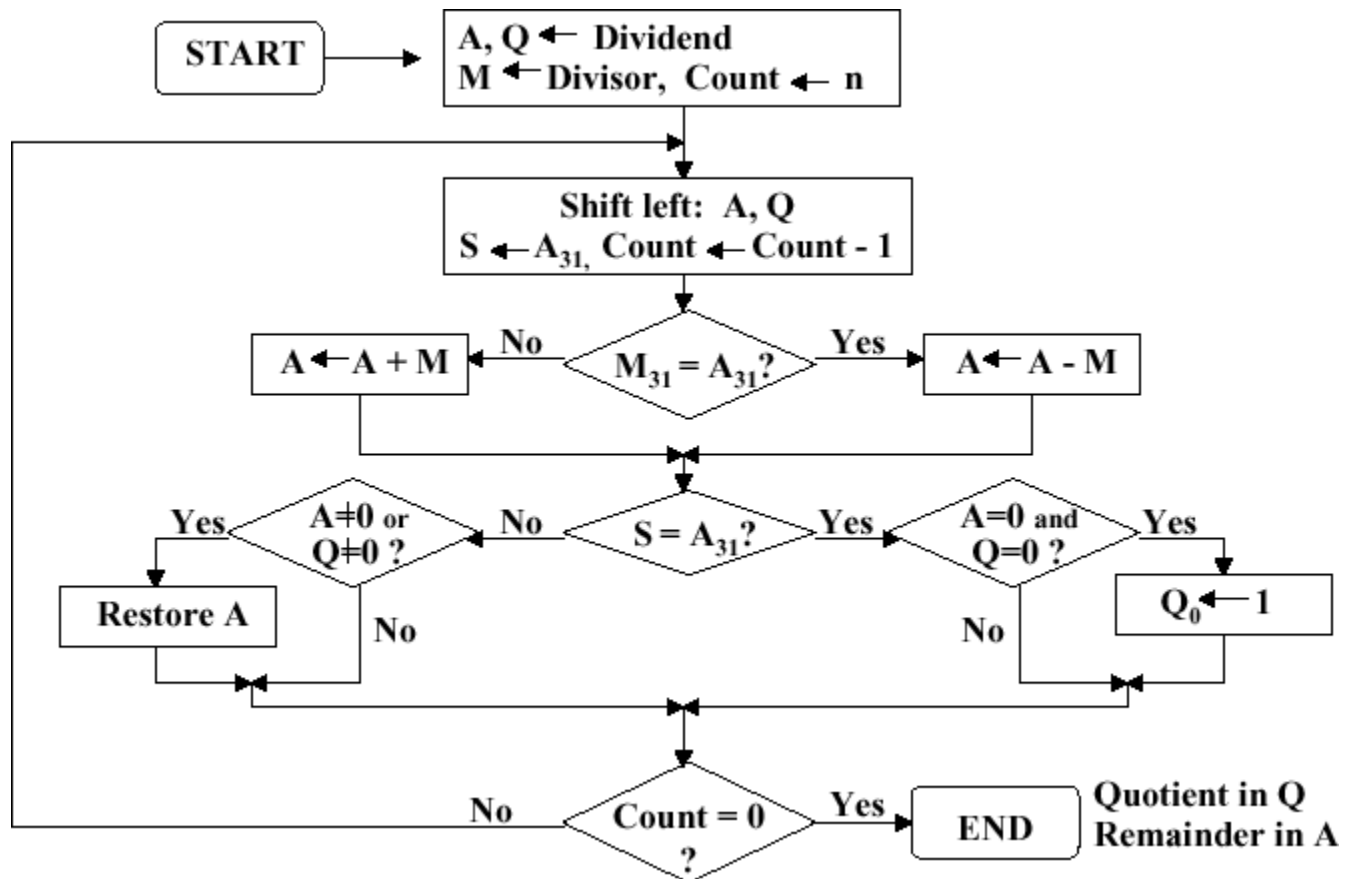 START
A, Q ← Dividend
M ← Divisor, Count ← n
Shift left: A, Q
S ← A31, Count ← Count - 1
No
Yes
A ← A + M
M31 = A31?
A ← A - M
A≠0 or
Q≠0 ?
Yes
No
S = A31?
Yes
A=0 and
Q=0 ?
Yes
Restore A
No
No
Q0 ← 1
No
Count = 0
?
Yes
END
Quotient in Q
Remainder in A